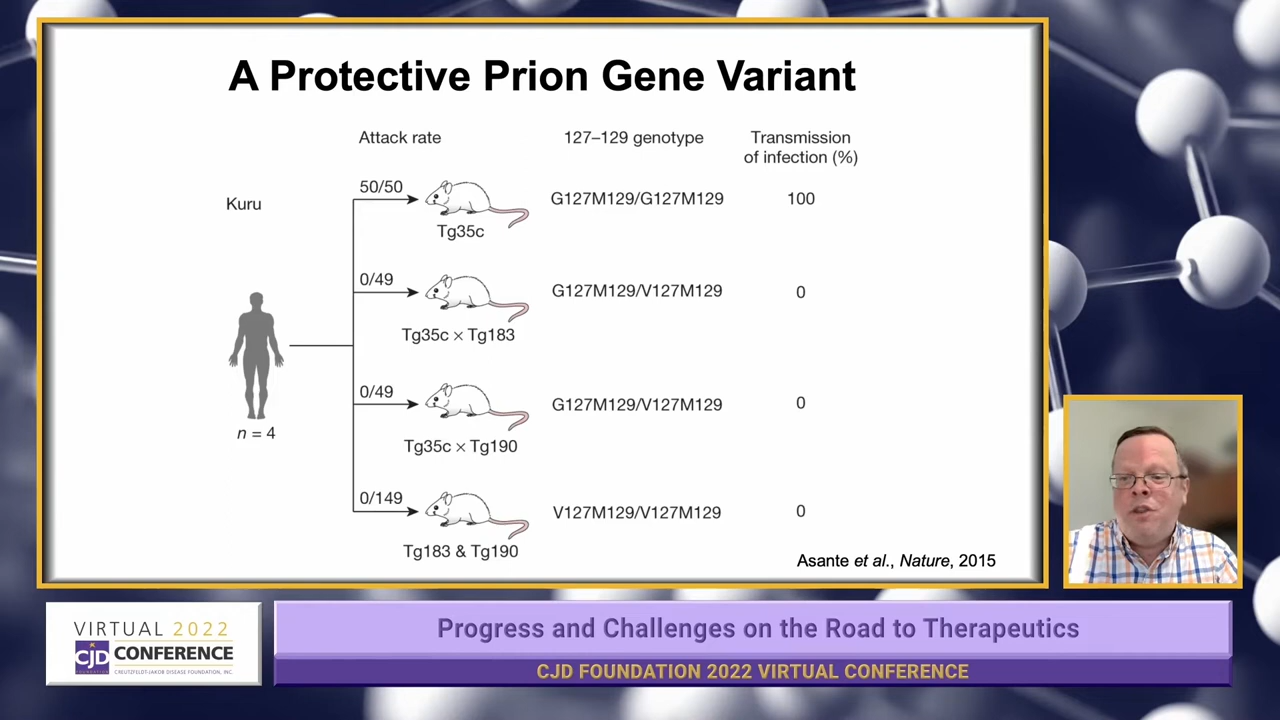 A Protective Prion Gene Variant
Attack rate
127–129 genotype
Transmission
of infection (%)
Kuru
n = 4
50/50
Tg35c
G127M129/G127M129
100
0/49
Tg35c × Tg183
G127M129/V127M129
0
0/49
Tg35c × Tg190
G127M129/V127M129
0
0/149
Tg183 & Tg190
V127M129/V127M129
0
Asante et al., Nature, 2015
VIRTUAL 2022
CJD CONFERENCE
FOUNDATION CREUTZFELDT-JAKOB DISEASE FOUNDATION, INC.
Progress and Challenges on the Road to Therapeutics
CJD FOUNDATION 2022 VIRTUAL CONFERENCE